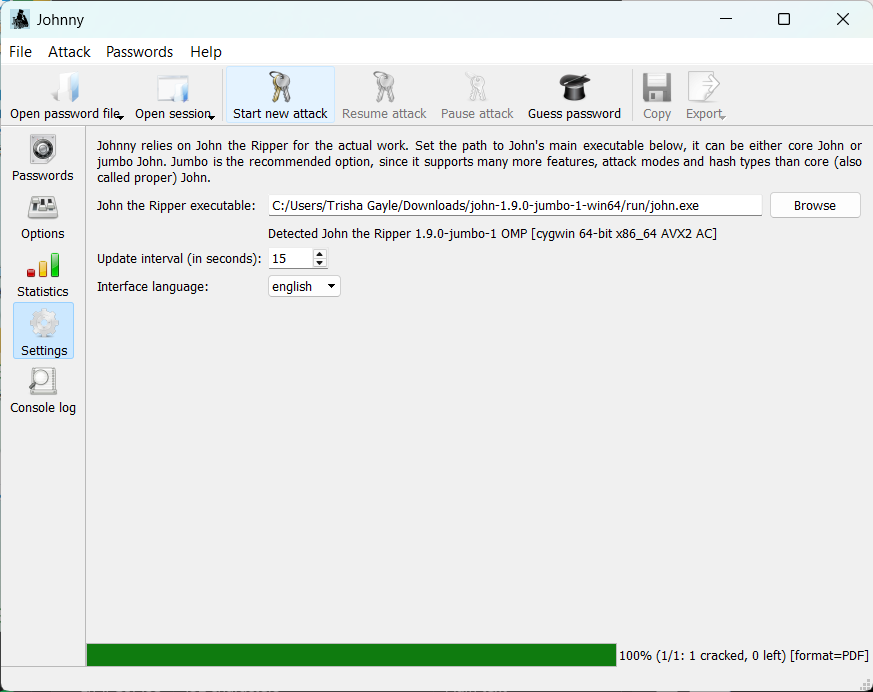 Johnny
File Attack Passwords Help
Open password file Open session Start new attack Resume attack Pause attack Guess password Copy Export
Passwords
Options
Statistics
Settings
Console log
Johnny relies on John the Ripper for the actual work. Set the path to John's main executable below, it can be either core John or
jumbo John. Jumbo is the recommended option, since it supports many more features, attack modes and hash types than core (also
called proper) John.
John the Ripper executable: C:/Users/Trisha Gayle/Downloads/john-1.9.0-jumbo-1-win64/run/john.exe Browse
Detected John the Ripper 1.9.0-jumbo-1 OMP [cygwin 64-bit x86_64 AVX2 AC]
Update interval (in seconds): 15
Interface language: english
100% (1/1: 1 cracked, 0 left) [format=PDF]